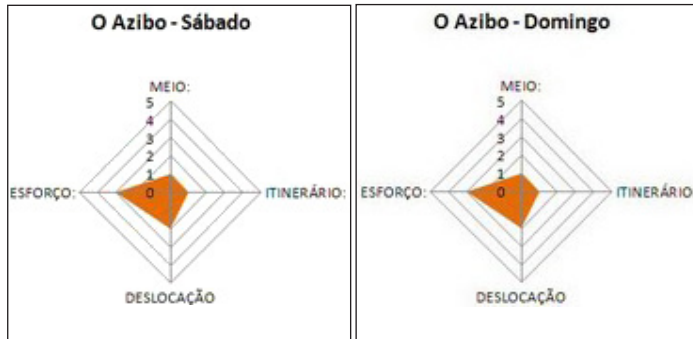 O Azibo - Sábado
MEIO:
5
4
3
2
1
0
ESFORÇO:
ITINERÁRIO:
DESLOCAÇÃO
O Azibo - Domingo
MEIO:
5
4
3
2
1
0
ESFORÇO:
ITINERÁRIO
DESLOCAÇÃO